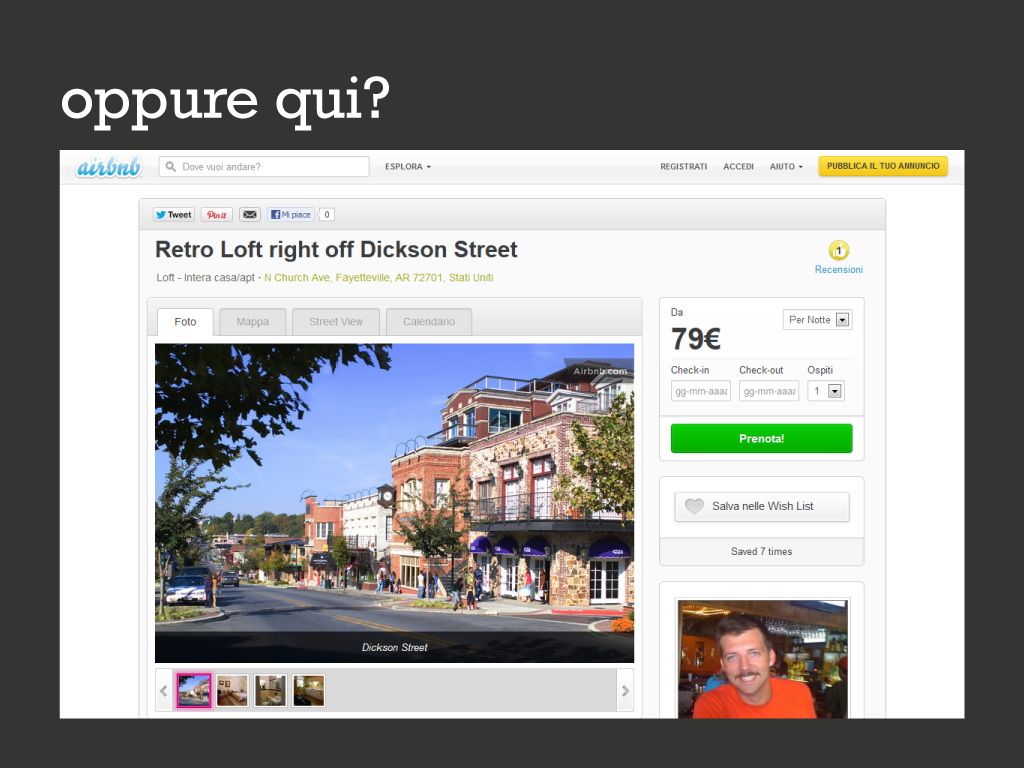 oppure qui?
airbnb
Dove vuoi andare?
ESPLORA
REGISTRATI
ACCEDI
AIUTO
PUBBLICA IL TUO ANNUNCIO
Tweet
Pin it
Mi piace
0
Retro Loft right off Dickson Street
1
Loft - Intera casa/apt · N Church Ave, Fayetteville, AR 72701, Stati Uniti
Recensioni
Foto
Mappa
Street View
Calendario
Da
Per Notte
79€
Airbnb.com
Check-in
Check-out
Ospiti
gg-mm-aaaa
gg-mm-aaaa
1
Prenota!
Salva nelle Wish List
Saved 7 times
Dickson Street